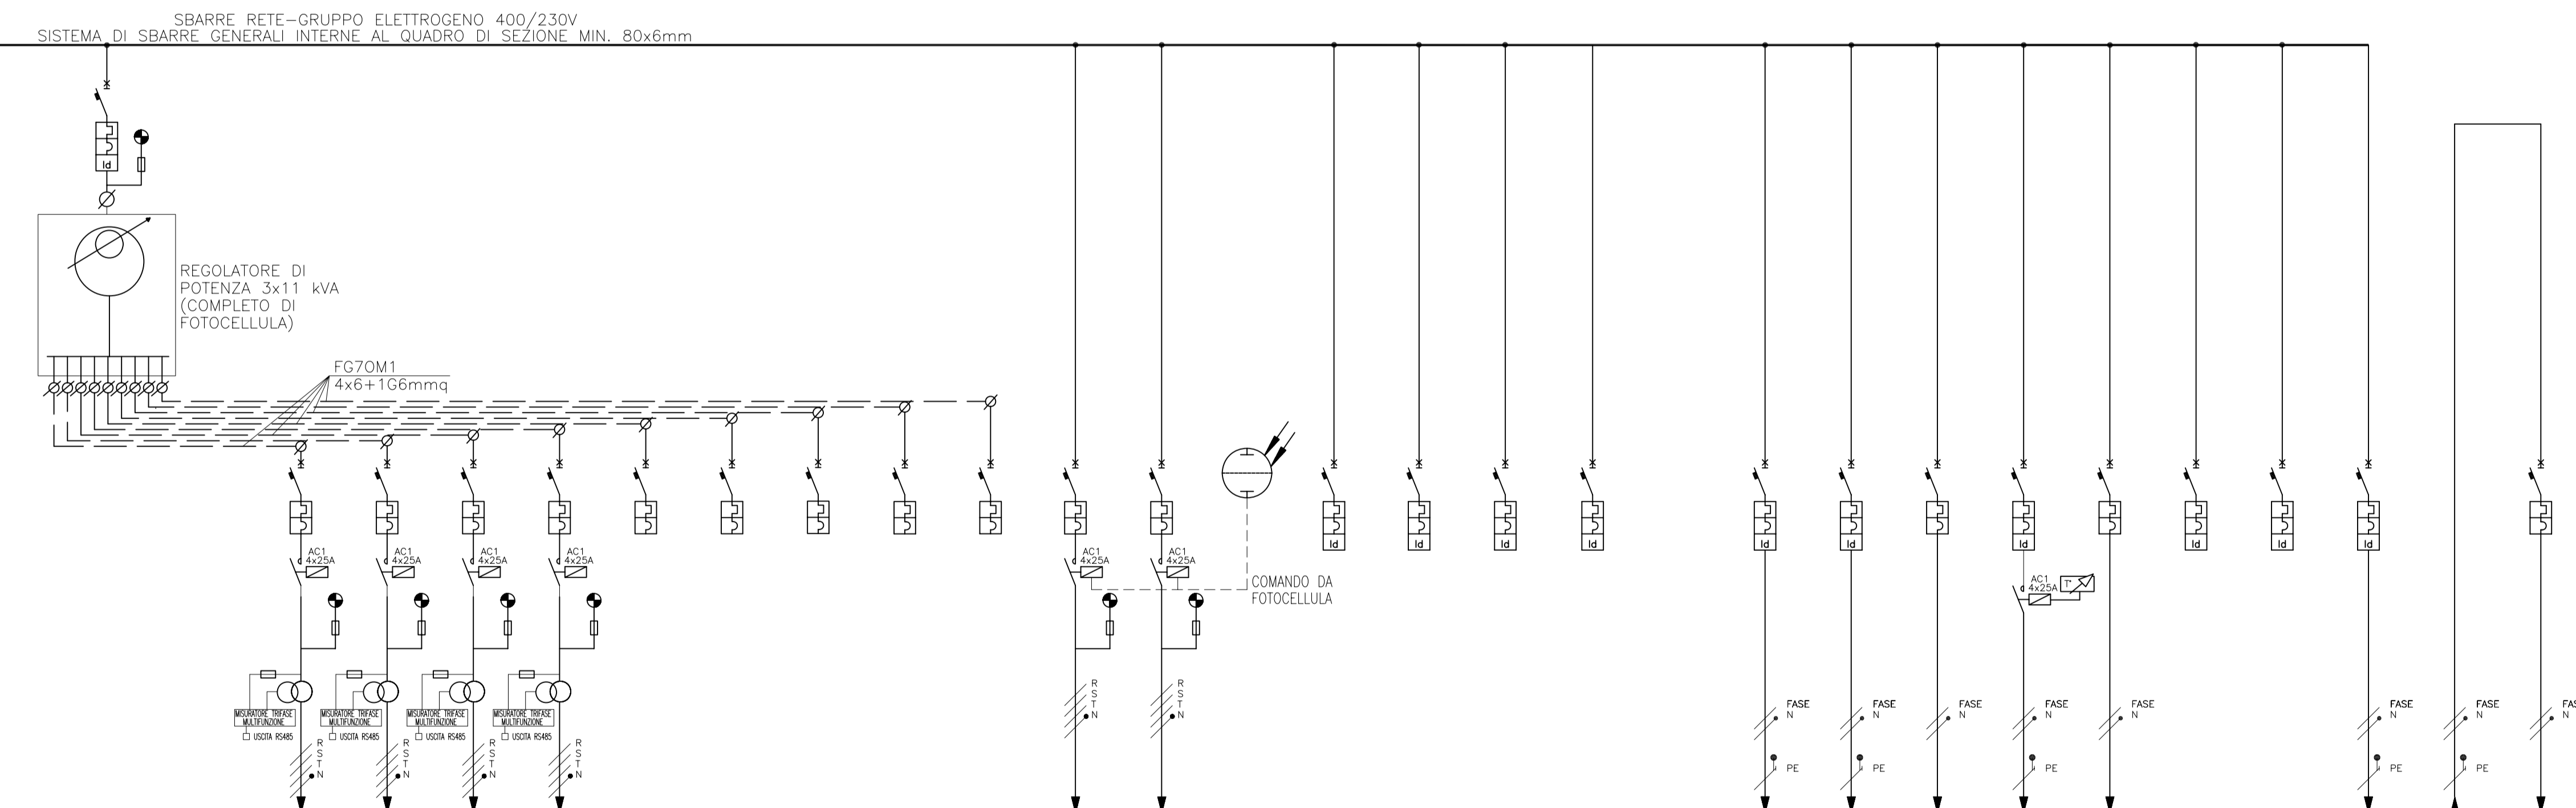 SBARRE RETE-GRUPPO ELETTROGENO 400/230V
SISTEMA DI SBARRE GENERALI INTERNE AL QUADRO DI SEZIONE MIN. 80x6mm
Id
REGOLATORE DI
POTENZA 3x11 kVA
(COMPLETO DI
FOTOCELLULA)
FG7OM1
4x6+1G6mmq
Id
Id
Id
Id
Id
Id
Id
Id
Id
Id
AC1
4x25A
AC1
4x25A
AC1
4x25A
AC1
4x25A
AC1
4x25A
AC1
4x25A
COMANDO DA
FOTOCELLULA
AC1
4x25A
T°
MISURATORE TRIFASE
MULTIFUNZIONE
USCITA RS485
MISURATORE TRIFASE
MULTIFUNZIONE
USCITA RS485
MISURATORE TRIFASE
MULTIFUNZIONE
USCITA RS485
MISURATORE TRIFASE
MULTIFUNZIONE
USCITA RS485
R
S
T
N
R
S
T
N
R
S
T
N
R
S
T
N
R
S
T
N
R
S
T
N
FASE
N
PE
FASE
N
PE
FASE
N
FASE
N
PE
FASE
N
FASE
N
PE
FASE
N
PE
FAS
N